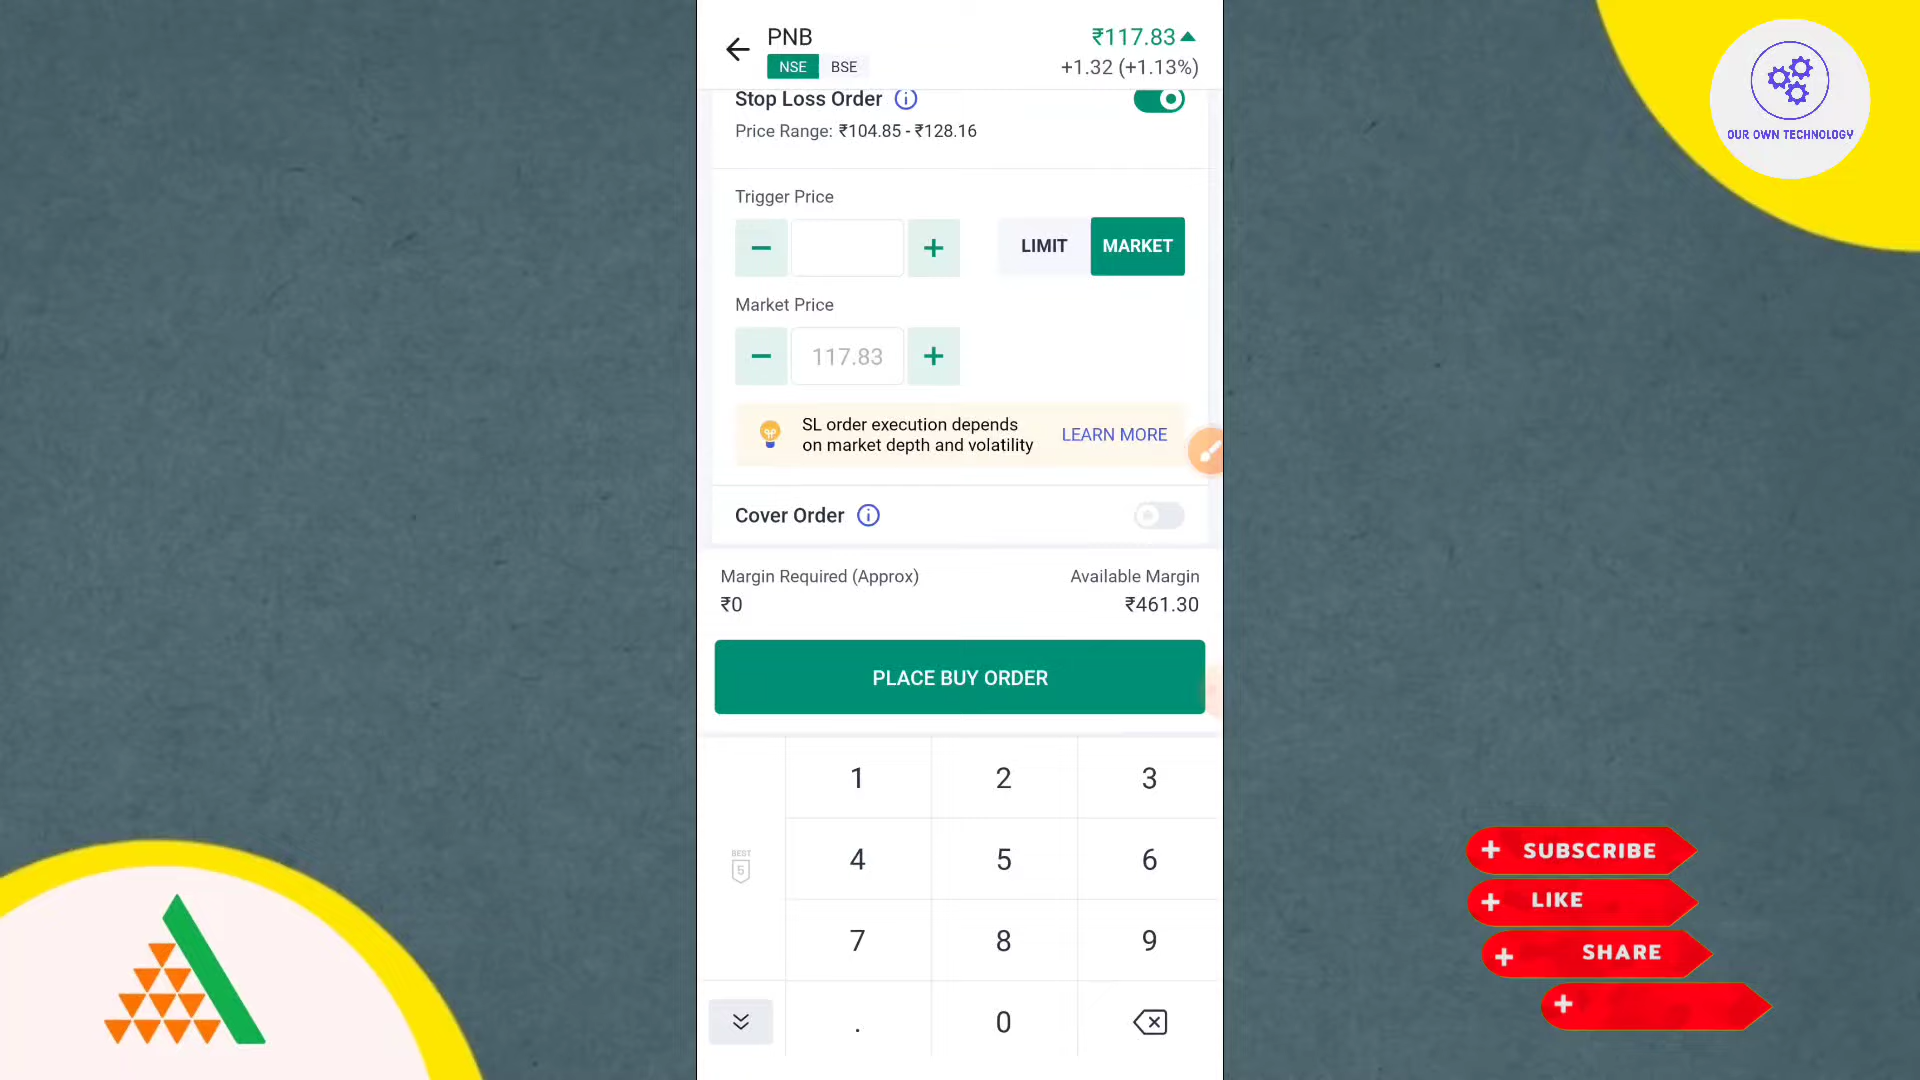 PNB
₹117.83
NSE
BSE
+1.32 (+1.13%)
OUR OWN TECHNOLOGY
Stop Loss Order
Price Range: ₹104.85 - ₹128.16
Trigger Price
− +
LIMIT MARKET
Market Price
− 117.83 +
SL order execution depends
on market depth and volatility
LEARN MORE
Cover Order
Margin Required (Approx)
Available Margin
₹0
₹461.30
PLACE BUY ORDER
1 2 3
BEST
5
4 5 6
7 8 9
. 0
+ SUBSCRIBE
+ LIKE
+ SHARE
+